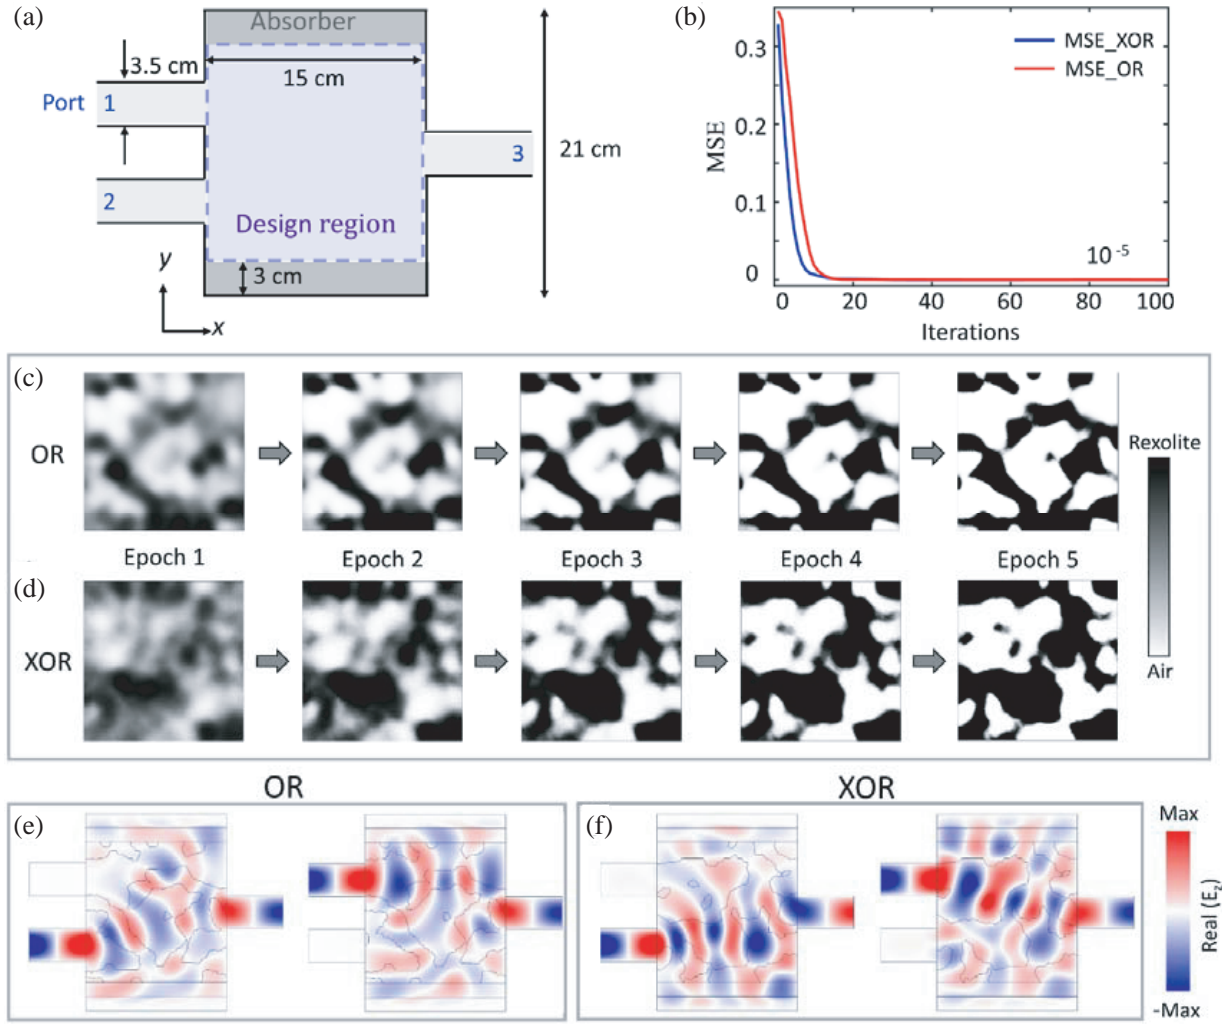 (a)
Absorber
3.5 cm
15 cm
Port
1
2
3
21 cm
Design region
3 cm
y
x
(b)
MSE_XOR
MSE_OR
0.3
0.2
0.1
0
MSE
10 -5
0 20 40 60 80 100
Iterations
(c)
OR
Rexolite
Air
Epoch 1 Epoch 2 Epoch 3 Epoch 4 Epoch 5
(d)
XOR
OR
XOR
(e)
(f)
Max
Real (Ez)
-Max